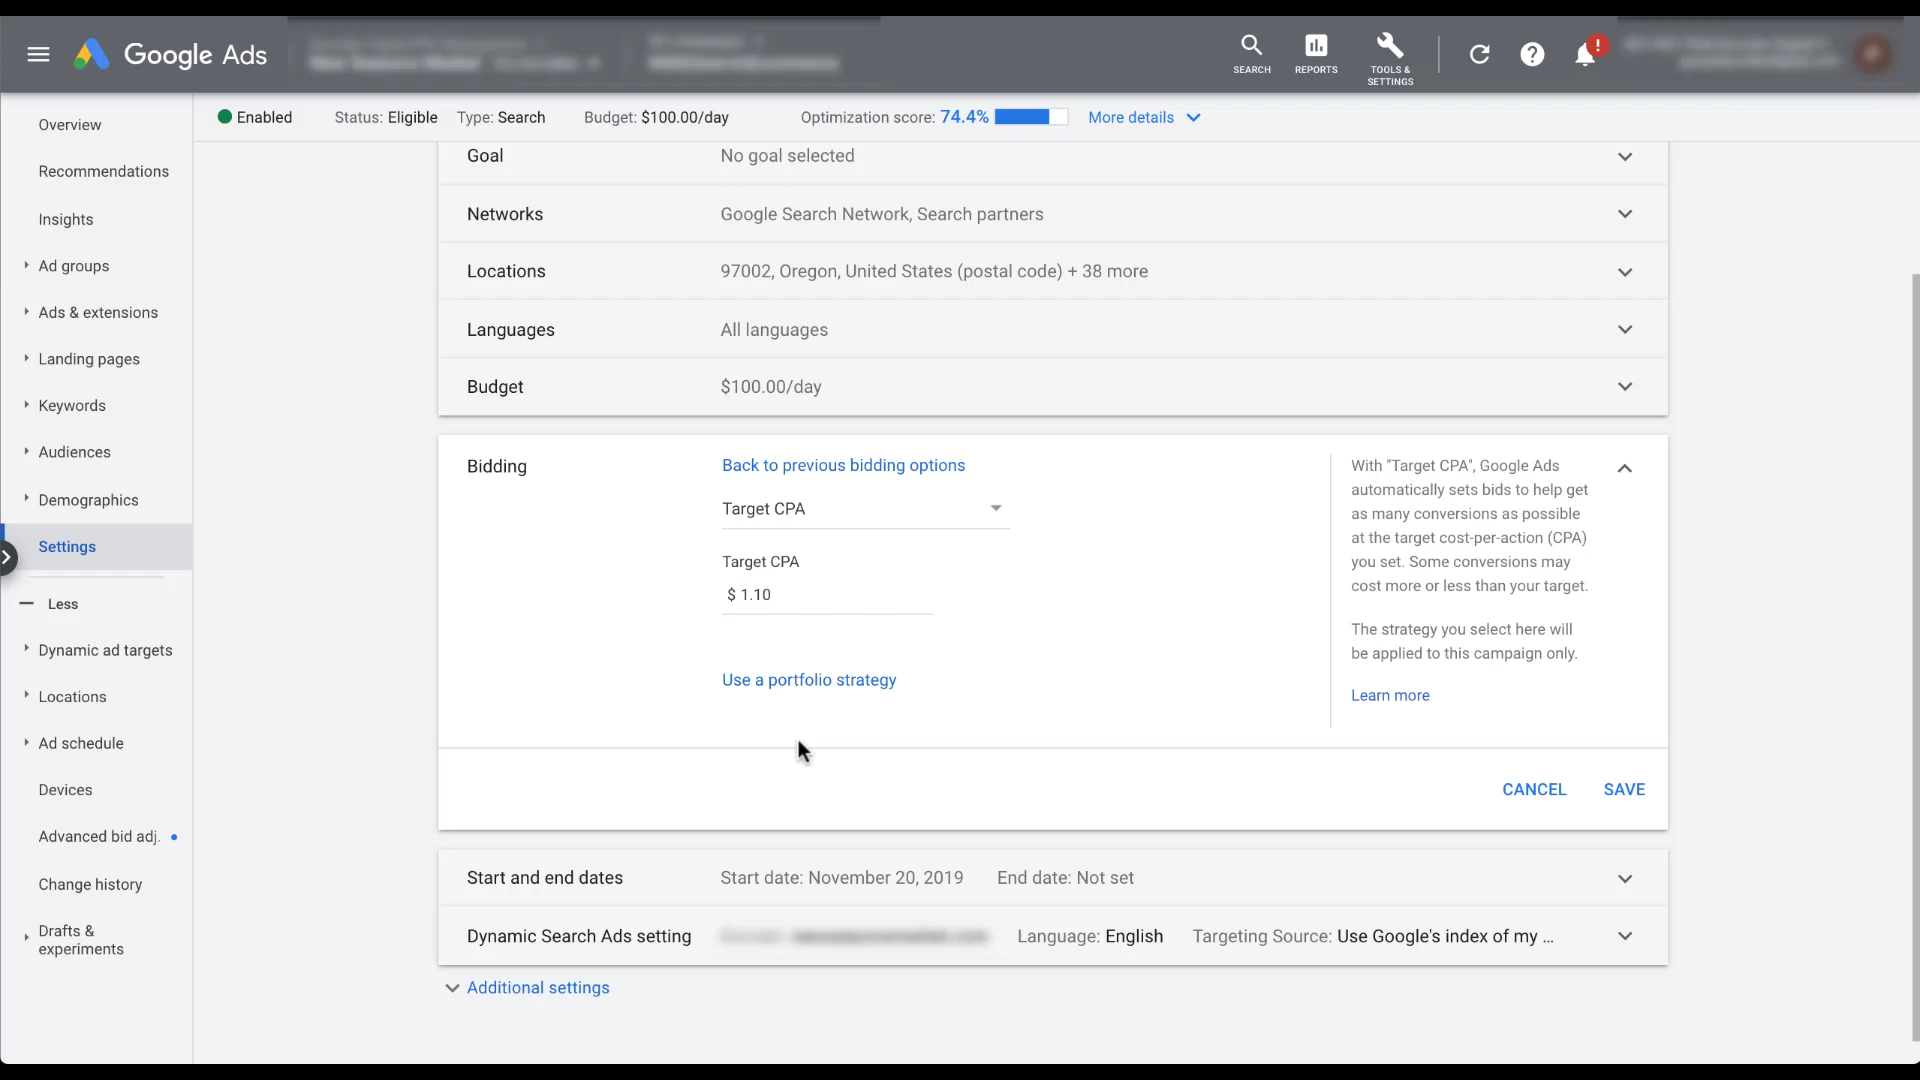 Google Ads
SEARCH
REPORTS
TOOLS &
SETTINGS
!
Enabled
Status: Eligible
Type: Search
Budget: $100.00/day
Optimization score: 74.4%
More details
Overview
Recommendations
Insights
Ad groups
Ads & extensions
Landing pages
Keywords
Audiences
Demographics
Settings
Less
Dynamic ad targets
Locations
Ad schedule
Devices
Advanced bid adj.
Change history
Drafts &
experiments
Goal
No goal selected
Networks
Google Search Network, Search partners
Locations
97002, Oregon, United States (postal code) + 38 more
Languages
All languages
Budget
$100.00/day
Bidding
Back to previous bidding options
Target CPA
Target CPA
$ 1.10
Use a portfolio strategy
With "Target CPA", Google Ads
automatically sets bids to help get
as many conversions as possible
at the target cost-per-action (CPA)
you set. Some conversions may
cost more or less than your target.
The strategy you select here will
be applied to this campaign only.
Learn more
CANCEL
SAVE
Start and end dates
Start date: November 20, 2019
End date: Not set
Dynamic Search Ads setting
Language: English
Targeting Source: Use Google's index of my ...
Additional settings